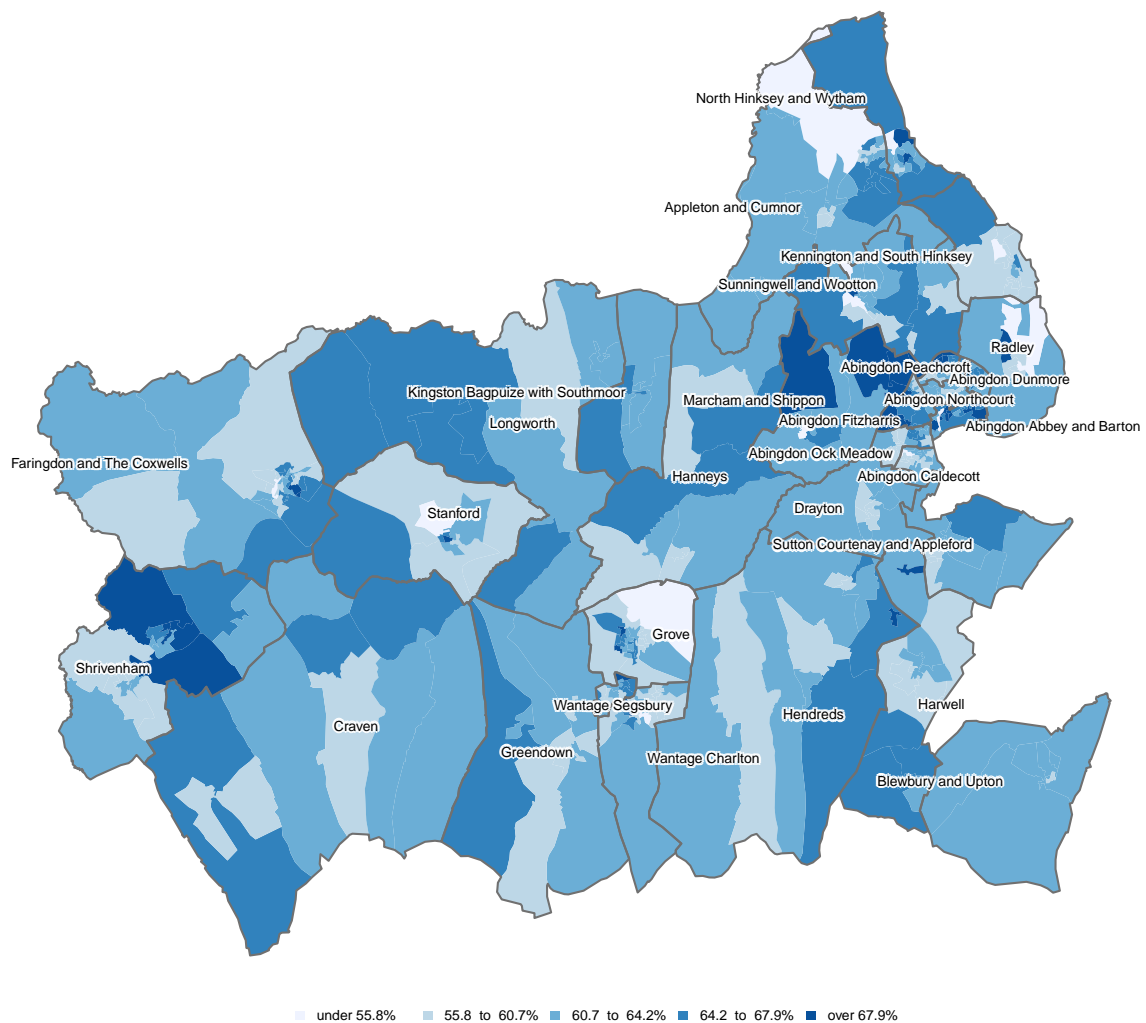 North Hinksey and Wytham
Appleton and Cumnor
Kennington and South Hinksey
Sunningwell and Wootton
Radley
Abingdon Peachcroft
Abingdon Dunmore
Kingston Bagpuize with Southmoor
Marcham and Shippon
Abingdon Northcourt
Longworth
Abingdon Fitzharris
Abingdon Abbey and Barton
Faringdon and The Coxwells
Abingdon Ock Meadow
Hanneys
Abingdon Caldecott
Stanford
Drayton
Sutton Courtenay and Appleford
Grove
Shrivenham
Wantage Segsbury
Harwell
Hendreds
Craven
Greendown
Wantage Charlton
Blewbury and Upton
under 55.8% 55.8 to 60.7% 60.7 to 64.2% 64.2 to 67.9% over 67.9%